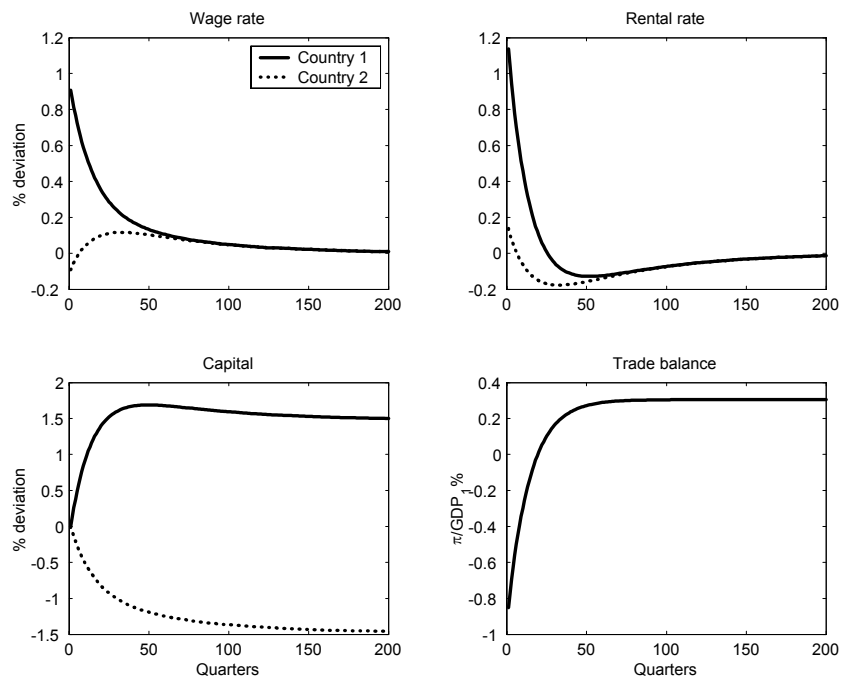 Wage rate
1.2
1
0.8
0.6
0.4
0.2
0
-0.2
% deviation
Country 1
Country 2
0 50 100 150 200
Rental rate
1.2
1
0.8
0.6
0.4
0.2
0
-0.2
0 50 100 150 200
Capital
2
1.5
1
0.5
0
-0.5
-1
-1.5
% deviation
0 50 100 150 200
Quarters
Trade balance
0.4
0.2
0
-0.2
-0.4
-0.6
-0.8
-1
π/GDP1%
0 50 100 150 200
Quarters